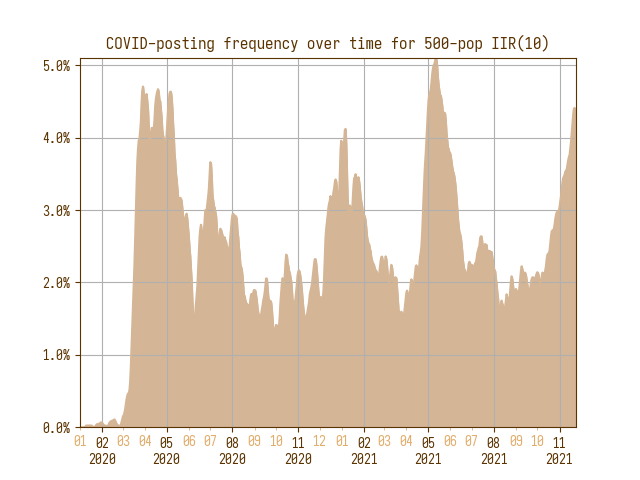 COVID-posting frequency over time for 500-pop IIR(10)
5.0%
4.0%
3.0%
2.0%
1.0%
0.0%
01 02 03 04 05 06 07 08 09 10 11 12 01 02 03 04 05 06 07 08 09 10 11
2020 2020 2020 2020 2021 2021 2021 2021